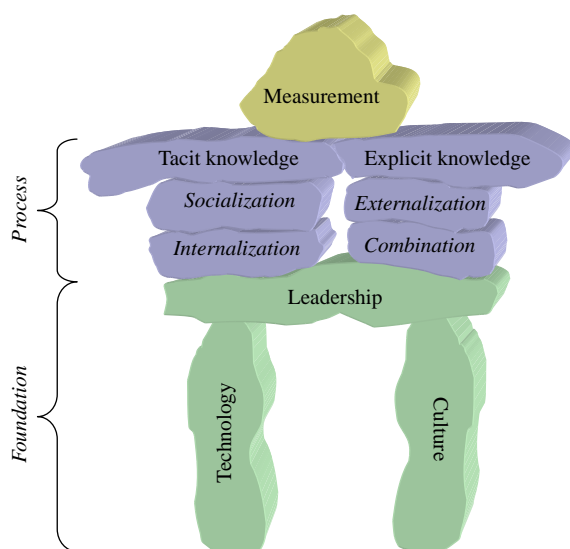 Measurement
Tacit knowledge
Explicit knowledge
Socialization
Externalization
Internalization
Combination
Process
Leadership
Foundation
Technology
Culture